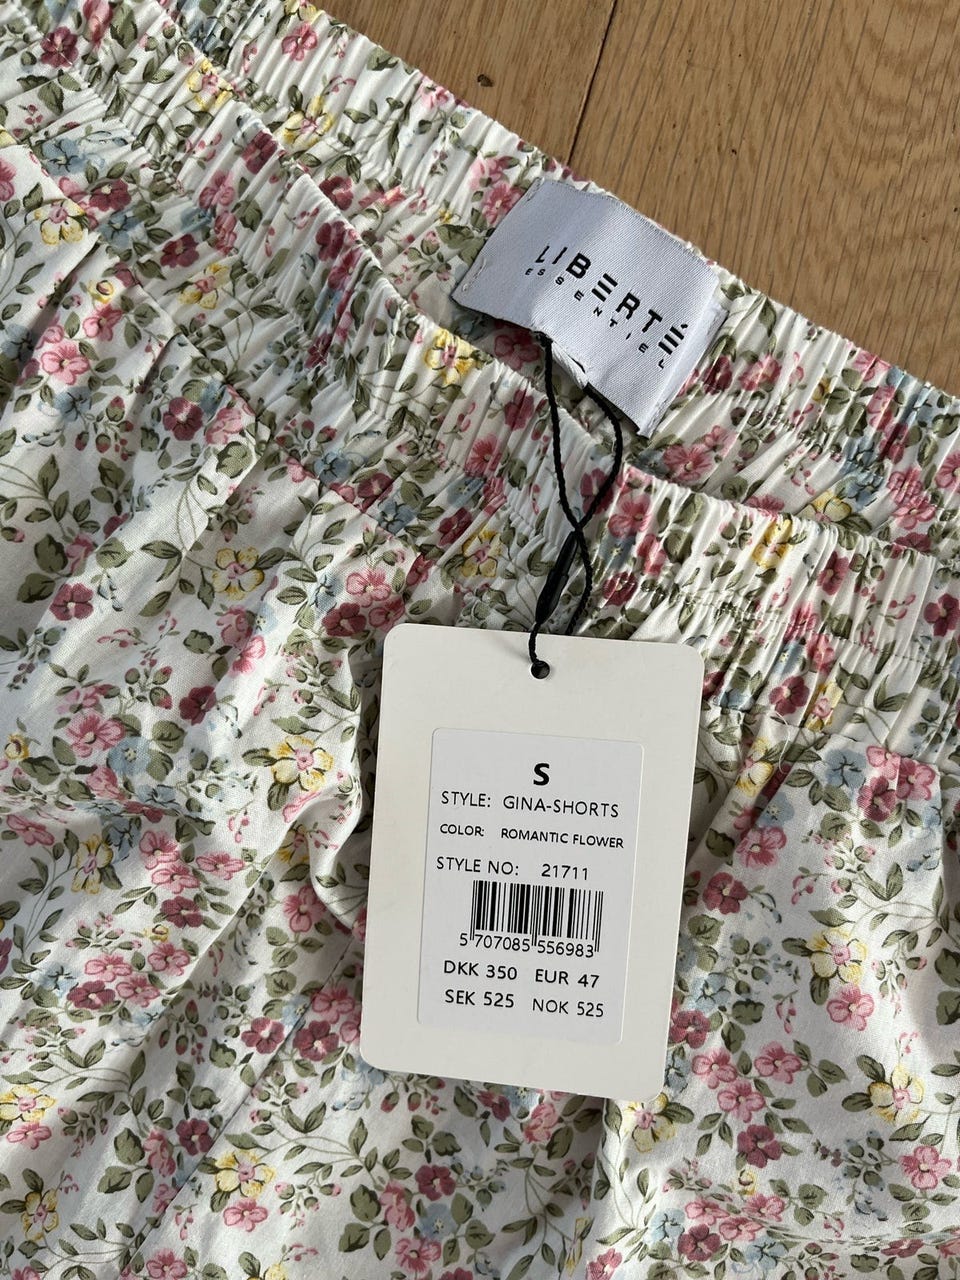 LIBERTÉ
ESSENTIEL
S
STYLE: GINA-SHORTS
COLOR: ROMANTIC FLOWER
STYLE NO: 21711
5 707085 556983
DKK 350 EUR 47
SEK 525 NOK 525